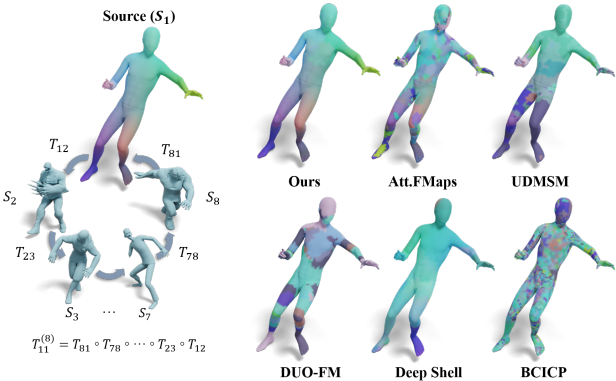 Source (S₁)
T₁₂
T₈₁
S₂
S₈
T₂₃
T₇₈
S₃ ⋯ S₇
T₁₁⁽⁸⁾ = T₈₁ ∘ T₇₈ ∘ ⋯ ∘ T₂₃ ∘ T₁₂
Ours
Att.FMaps
UDMSM
DUO-FM
Deep Shell
BCICP